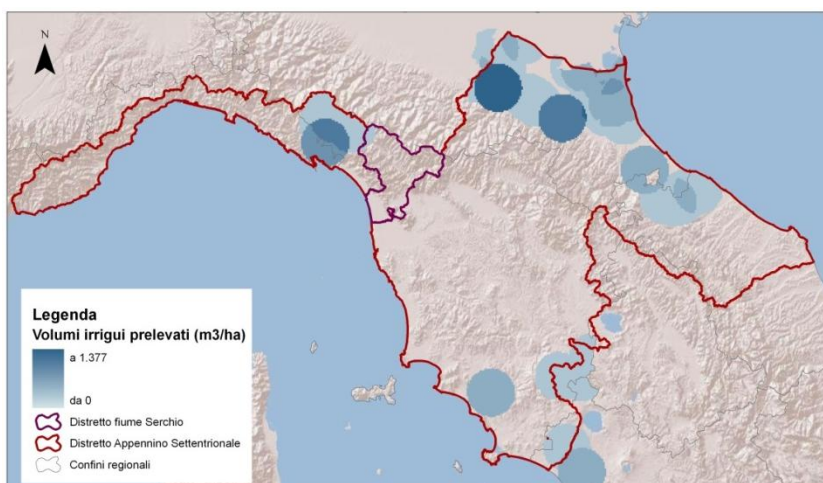 N
Legenda
Volumi irrigui prelevati (m3/ha)
a 1.377
da 0
Distretto fiume Serchio
Distretto Appennino Settentrionale
Confini regionali